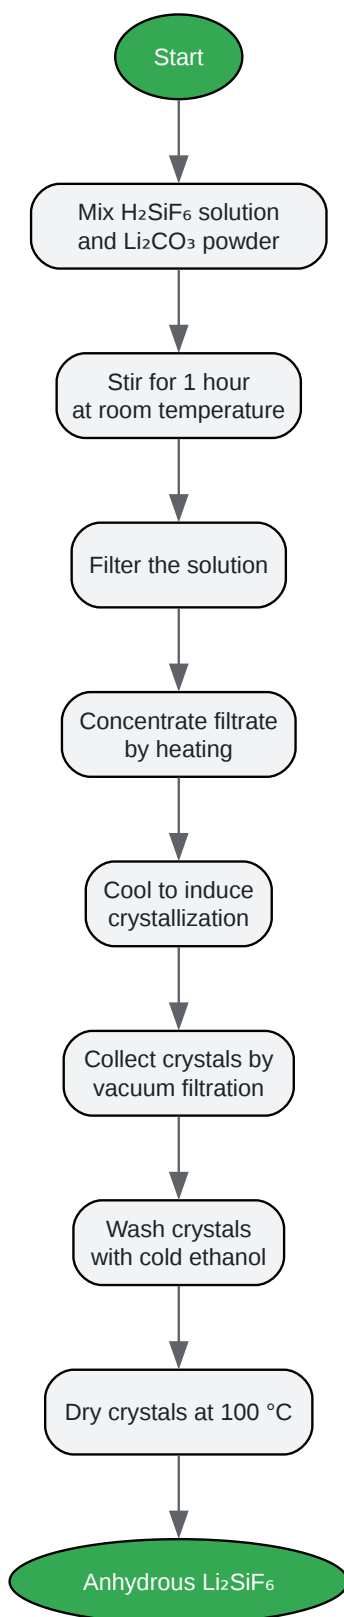 Start
Mix H₂SiF₆ solution
and Li₂CO₃ powder
Stir for 1 hour
at room temperature
Filter the solution
Concentrate filtrate
by heating
Cool to induce
crystallization
Collect crystals by
vacuum filtration
Wash crystals
with cold ethanol
Dry crystals at 100 °C
Anhydrous Li₂SiF₆